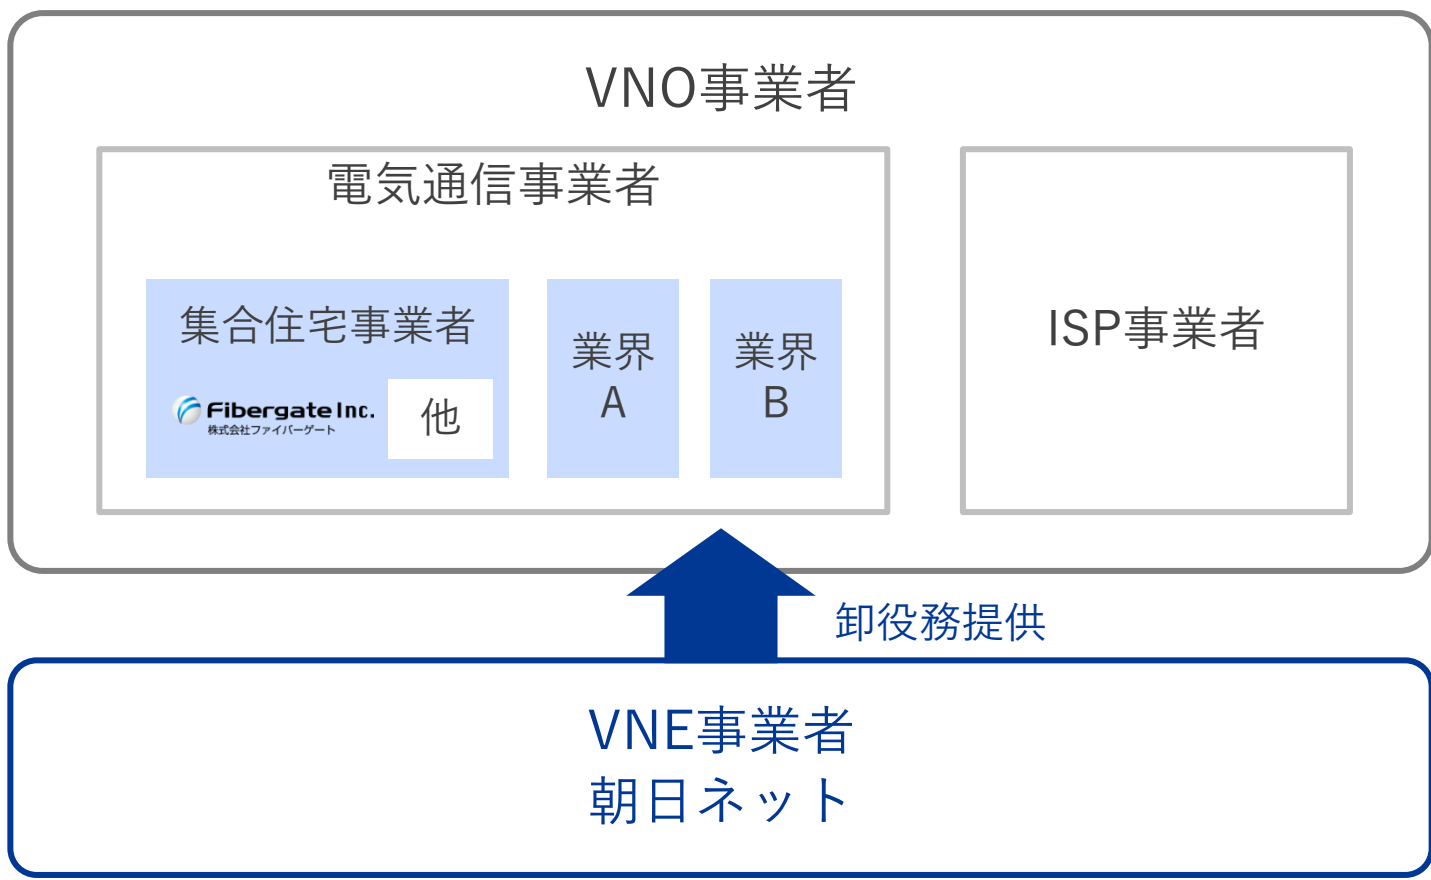 VNO事業者
電気通信事業者
集合住宅事業者
Fibergate Inc.
株式会社ファイバーゲート
他
業界
A
業界
B
ISP事業者
卸役務提供
VNE事業者
朝日ネット